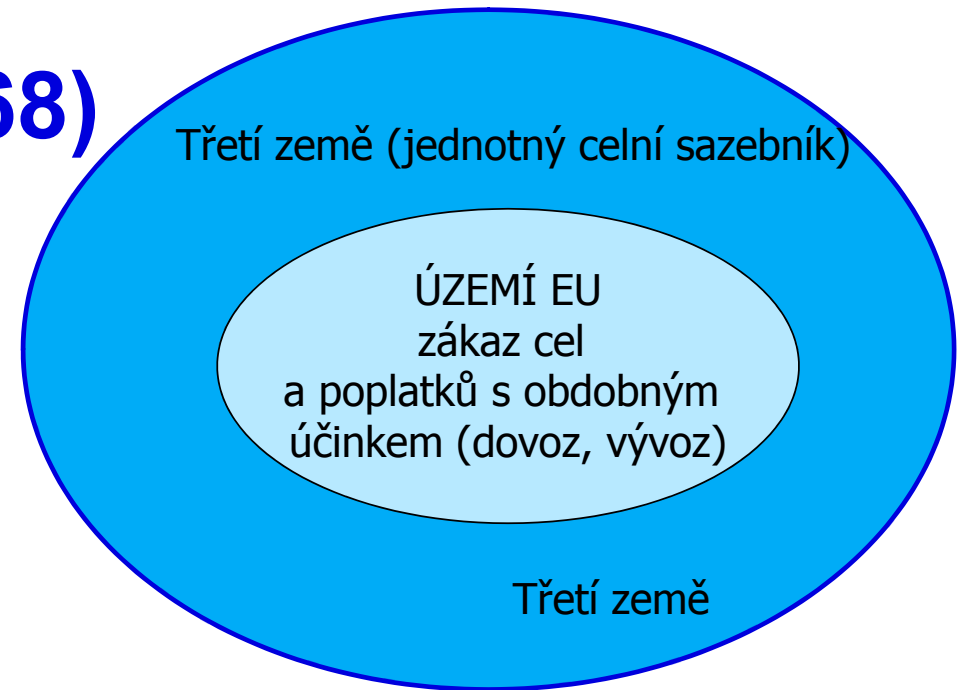 68)
Třetí země (jednotný celní sazebník)
ÚZEMÍ EU
zákaz cel
a poplatků s obdobným
účinkem (dovoz, vývoz)
Třetí země